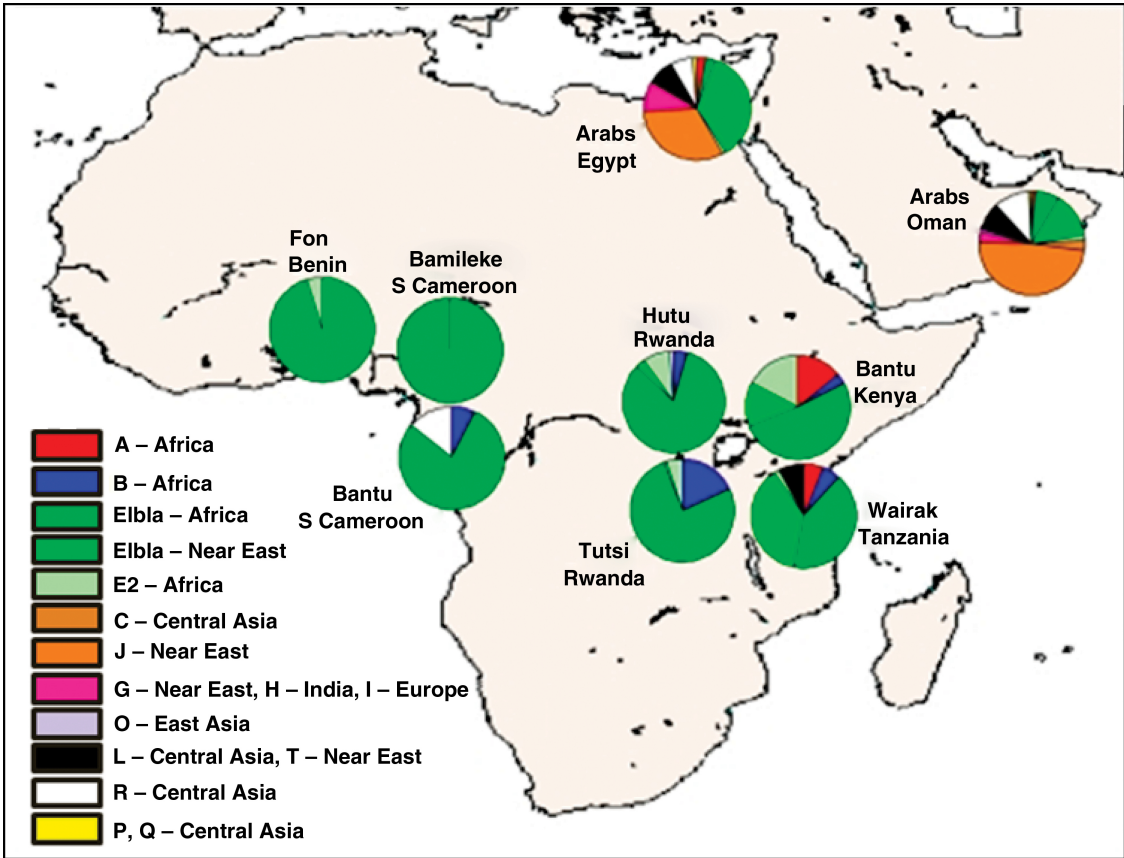 Arabs
Egypt
Arabs
Oman
Fon
Benin
Bamileke
S Cameroon
Hutu
Rwanda
Bantu
Kenya
Bantu
S Cameroon
Tutsi
Rwanda
Wairak
Tanzania
A – Africa
B – Africa
Elbla – Africa
Elbla – Near East
E2 – Africa
C – Central Asia
J – Near East
G – Near East, H – India, I – Europe
O – East Asia
L – Central Asia, T – Near East
R – Central Asia
P, Q – Central Asia